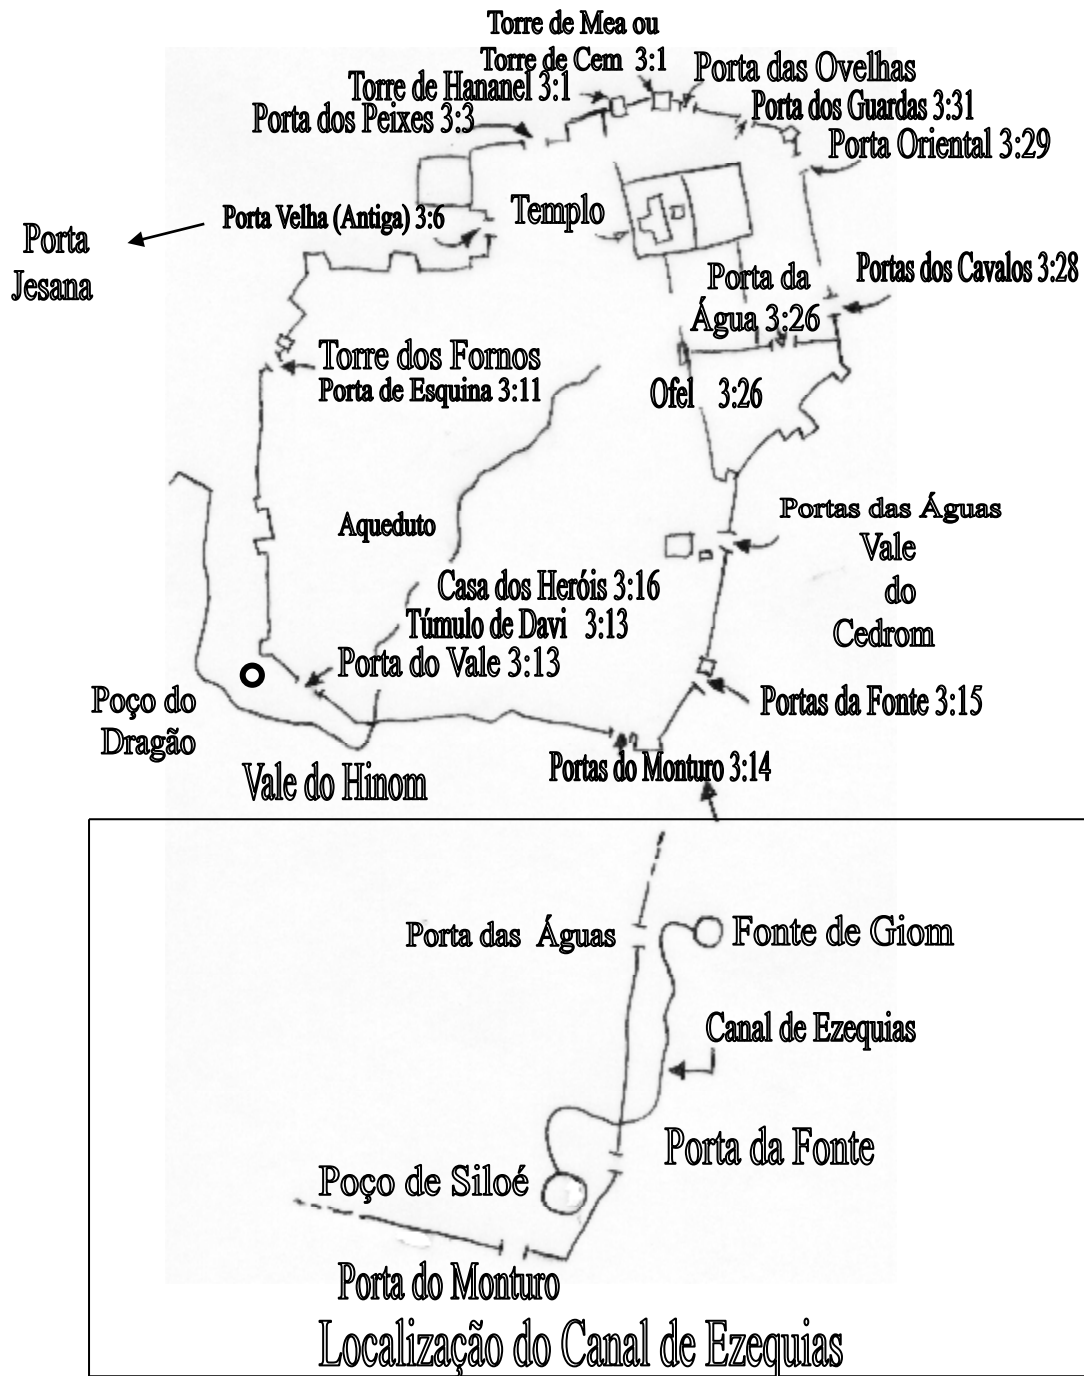 Torre de Mea ou
Torre de Cem 3:1
Porta das Ovelhas
Torre de Hananel 3:1
Porta dos Guardas 3:31
Porta dos Peixes 3:3
Porta Oriental 3:29
Porta Velha (Antiga) 3:6
Templo
Porta
Jesana
Portas dos Cavalos 3:28
Porta da
Água 3:26
Torre dos Fornos
Porta de Esquina 3:11
Ofel 3:26
Aqueduto
Portas das Águas
Vale
do
Cedrom
Casa dos Heróis 3:16
Túmulo de Davi 3:13
Porta do Vale 3:13
Poço do
Dragão
Portas da Fonte 3:15
Vale do Hinom
Portas do Monturo 3:14
Porta das Águas
Fonte de Giom
Canal de Ezequias
Porta da Fonte
Poço de Siloé
Porta do Monturo
Localização do Canal de Ezequias